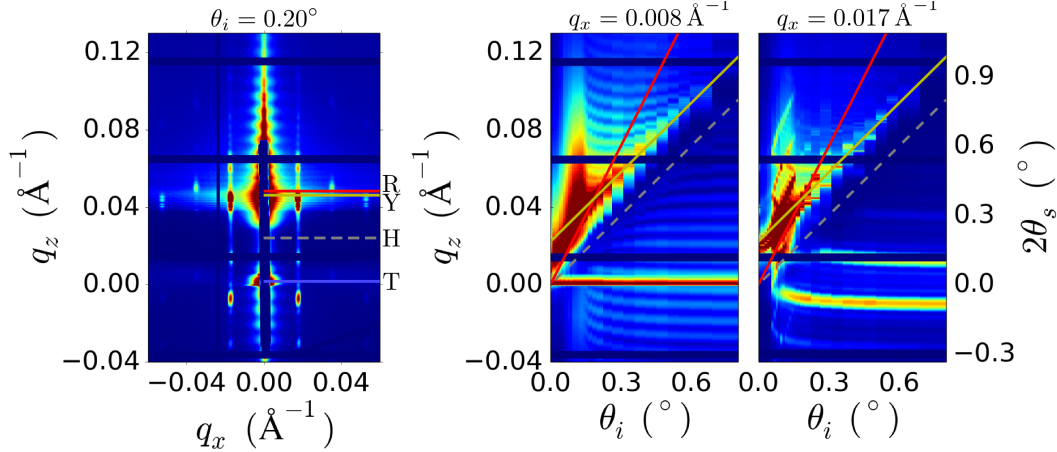 θi = 0.20°
qx = 0.008 Å−1
qx = 0.017 Å−1
0.12
0.08
0.04
0.00
−0.04
qz (Å−1)
R
Y
H
T
−0.04
0.00
0.04
qx (Å−1)
0.12
0.08
0.04
0.00
−0.04
qz (Å−1)
0.0
0.3
0.6
θi (°)
0.0
0.3
0.6
θi (°)
0.9
0.6
0.3
0.0
−0.3
2θs (°)